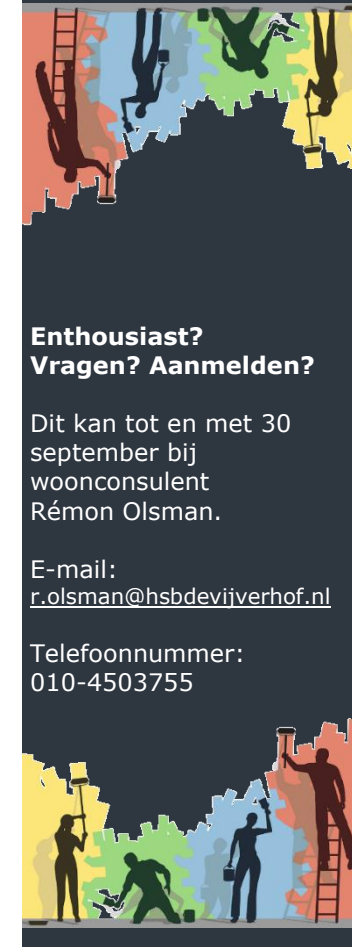 Enthousiast?
Vragen? Aanmelden?
Dit kan tot en met 30
september bij
woonconsulent
Rémon Olsman.
E-mail:
r.olsman@hsbdevijverhof.nl
Telefoonnummer:
010-4503755